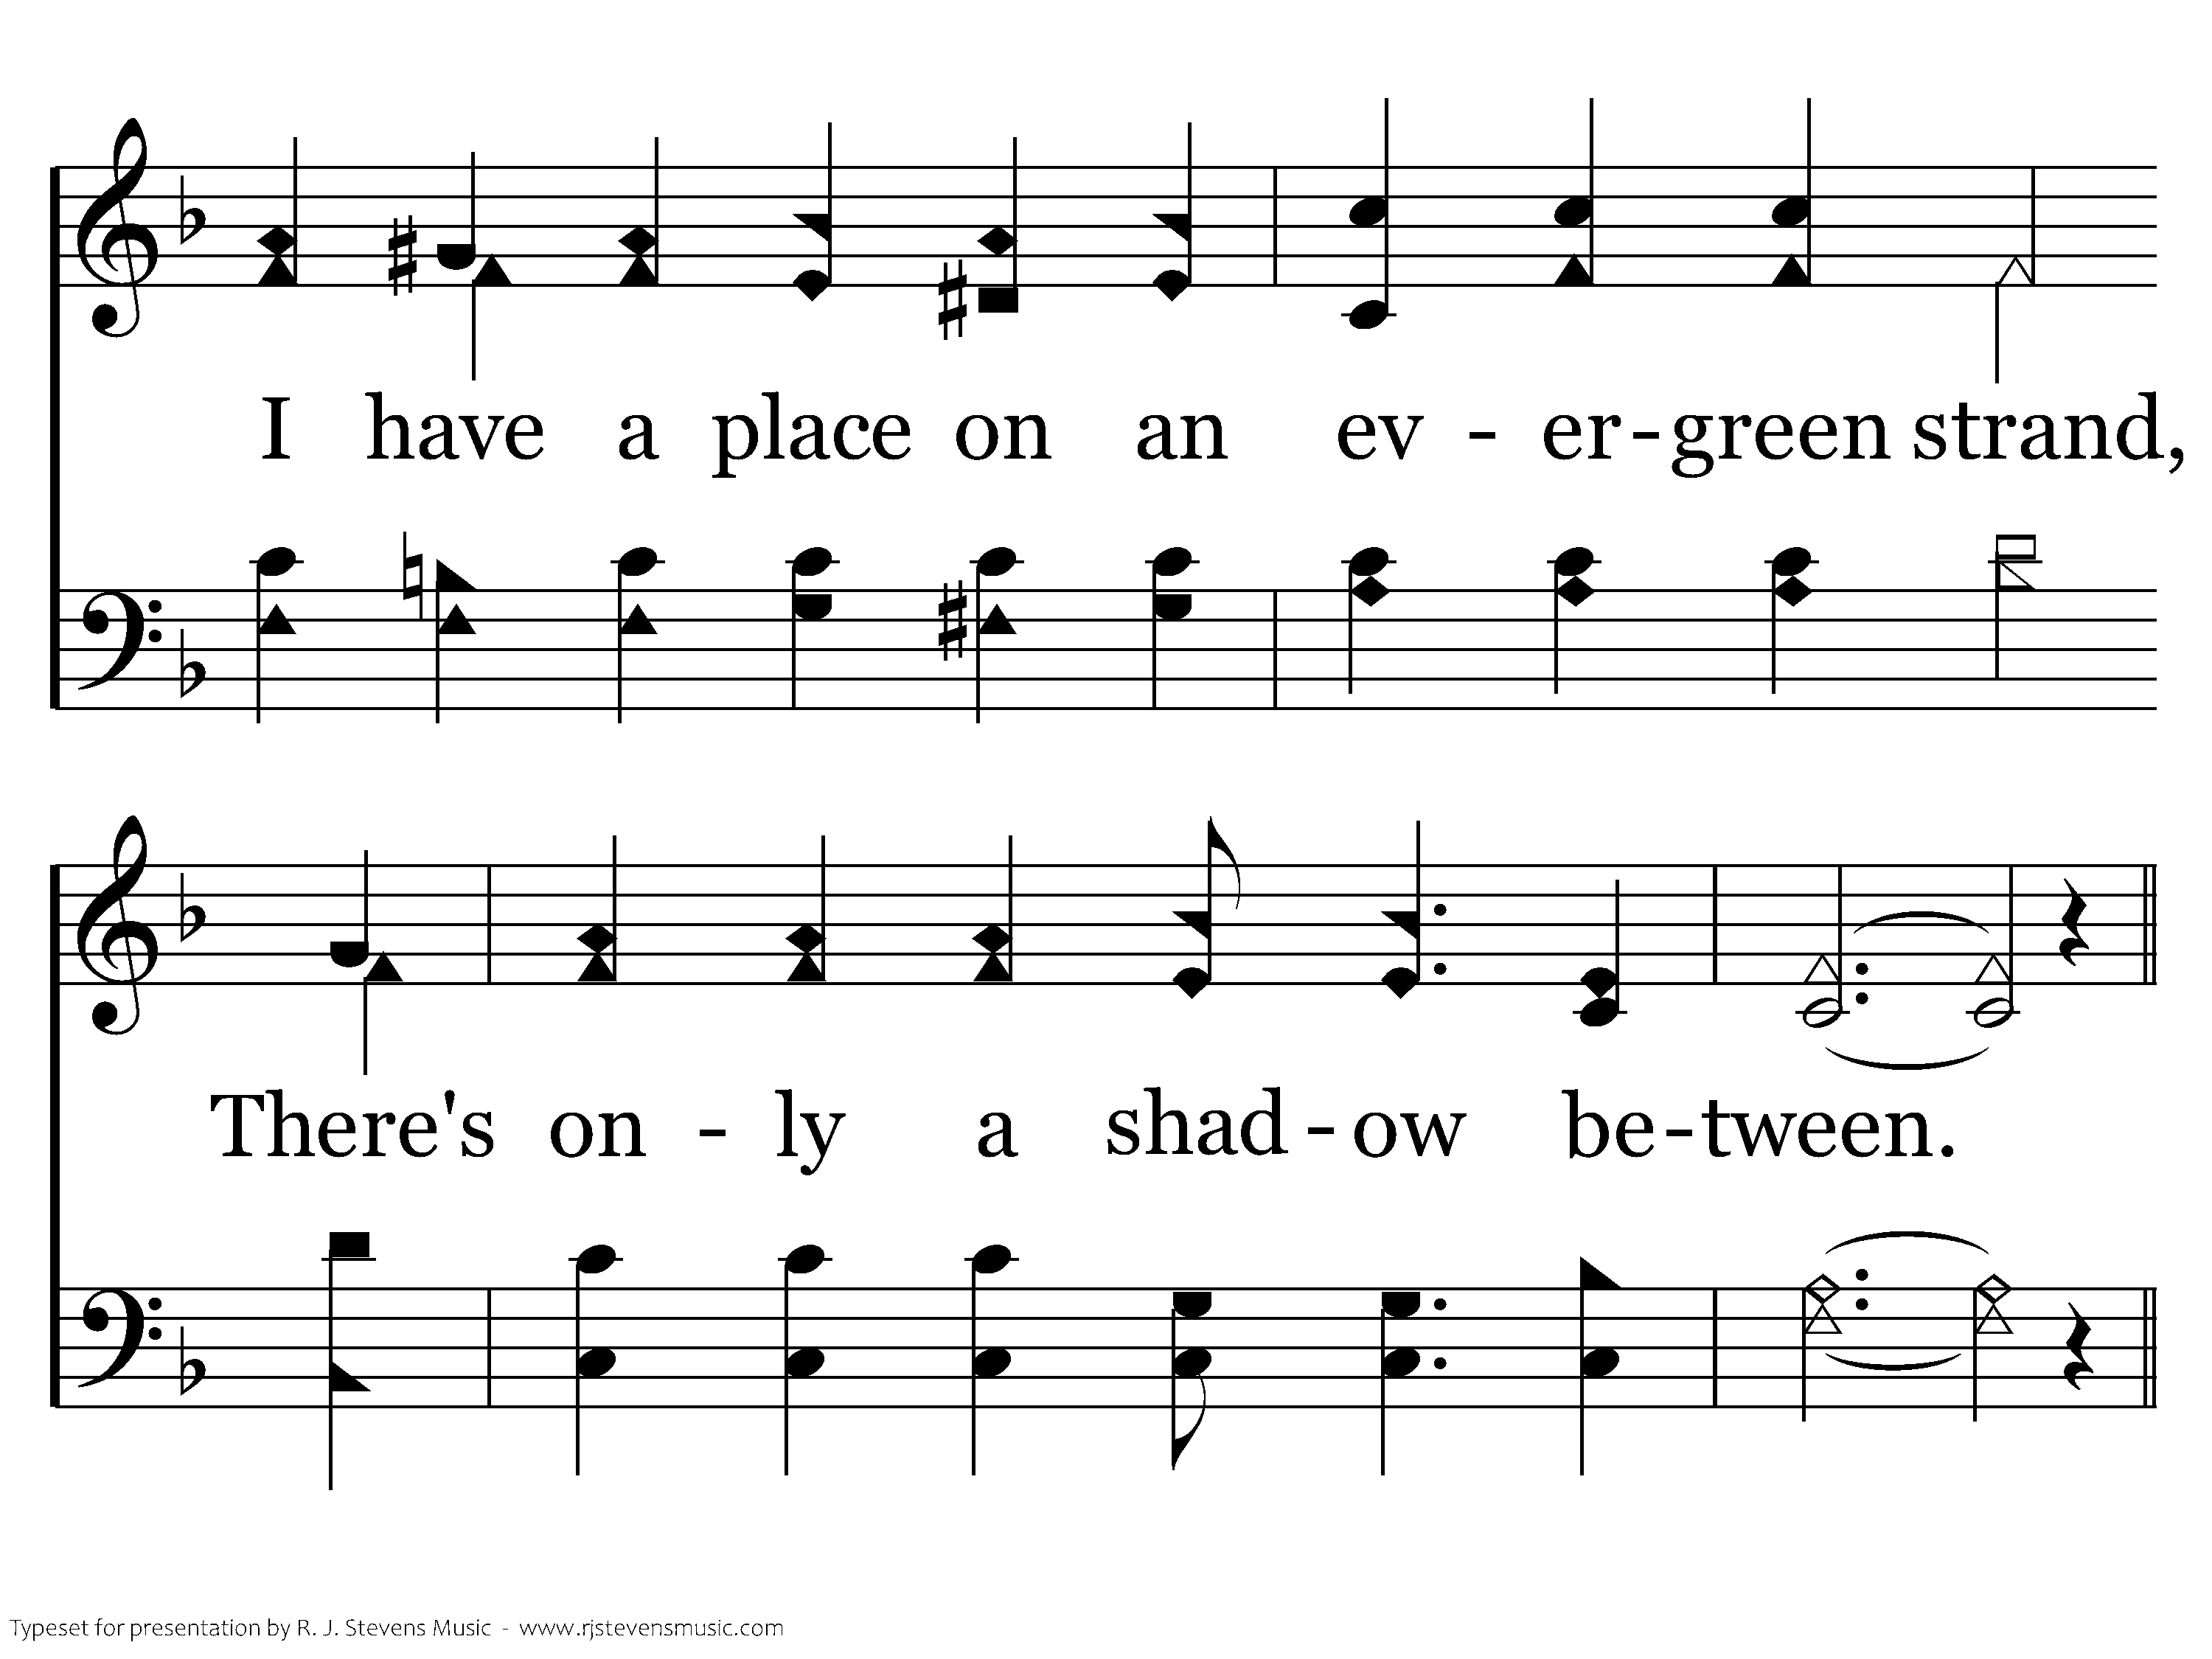 I have a place on an ev - er-green strand,
There's on - ly a shad-ow be-tween.
Typeset for presentation by R. J. Stevens Music - www.rjstevensmusic.com